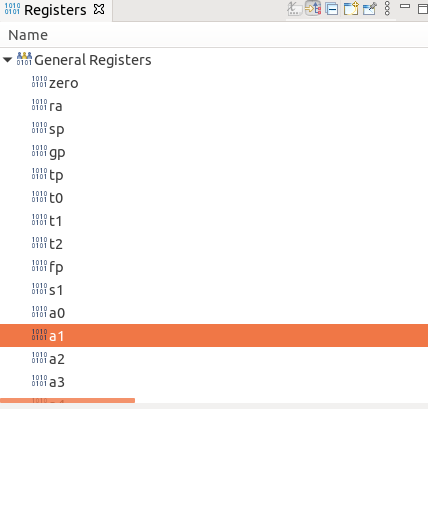 Registers
Name
General Registers
zero
ra
sp
gp
tp
t0
t1
t2
fp
s1
a0
a1
a2
a3